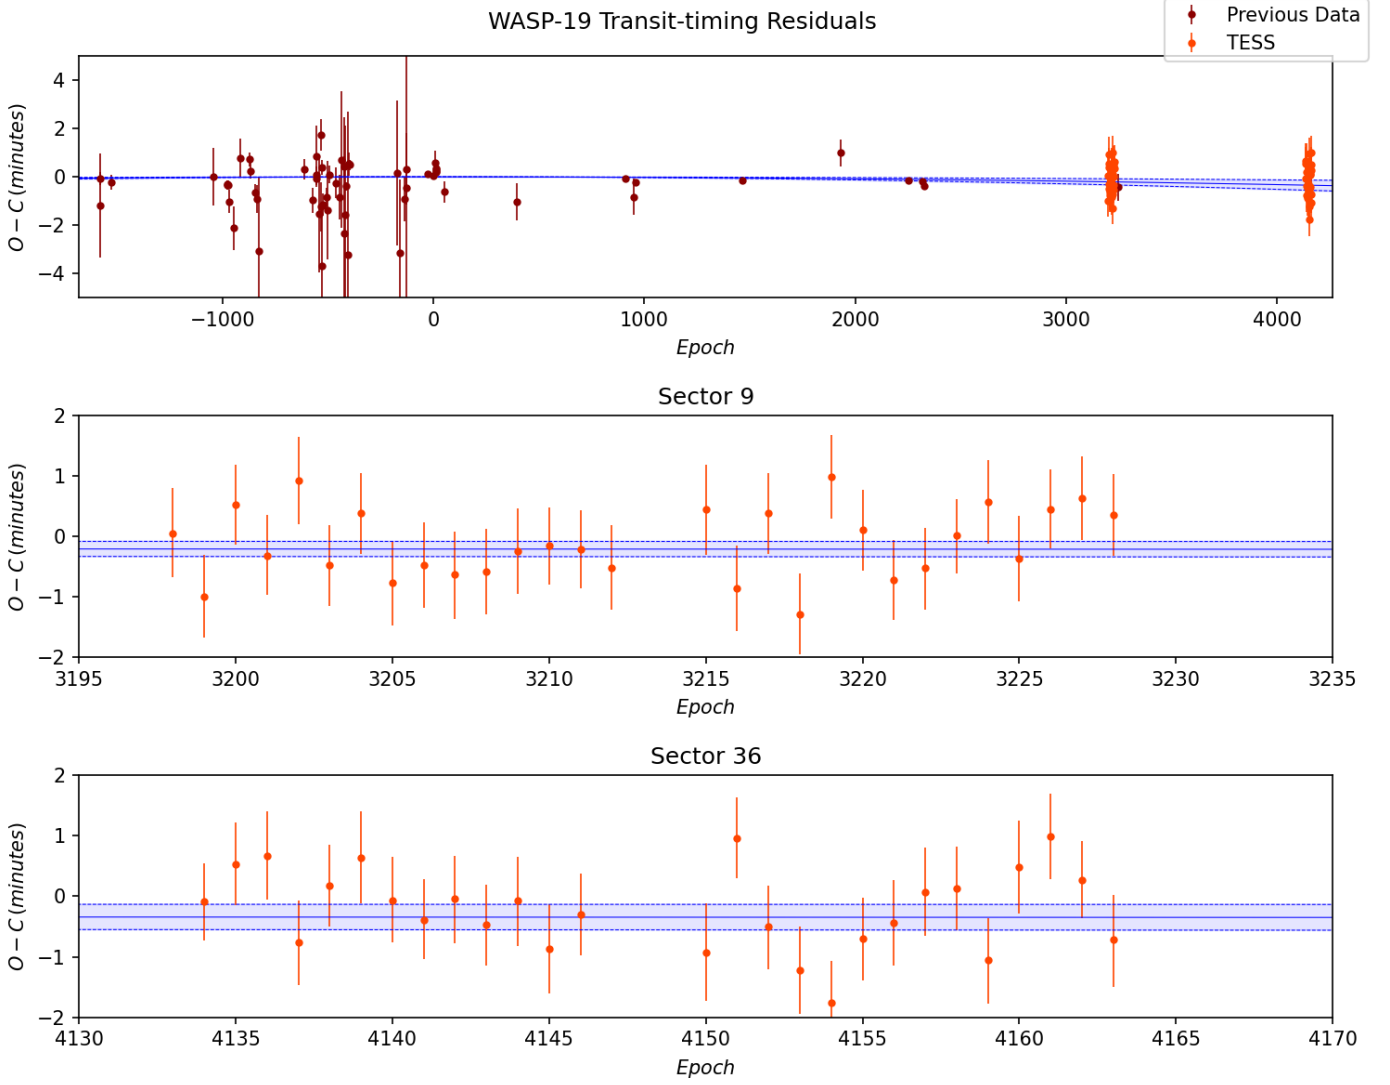 WASP-19 Transit-timing Residuals
Previous Data
TESS
O − C (minutes)
4
2
0
−2
−4
−1000 0 1000 2000 3000 4000
Epoch
Sector 9
O − C (minutes)
2
1
0
−1
−2
3195 3200 3205 3210 3215 3220 3225 3230 3235
Epoch
Sector 36
O − C (minutes)
2
1
0
−1
−2
4130 4135 4140 4145 4150 4155 4160 4165 4170
Epoch